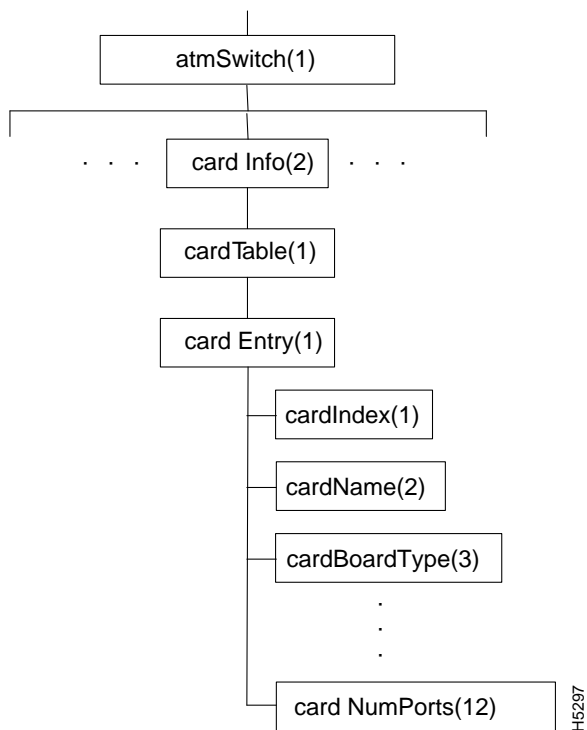 atmSwitch(1)
. . . card Info(2) . . .
cardTable(1)
card Entry(1)
cardIndex(1)
cardName(2)
cardBoardType(3)
.
.
.
card NumPorts(12)
H5297